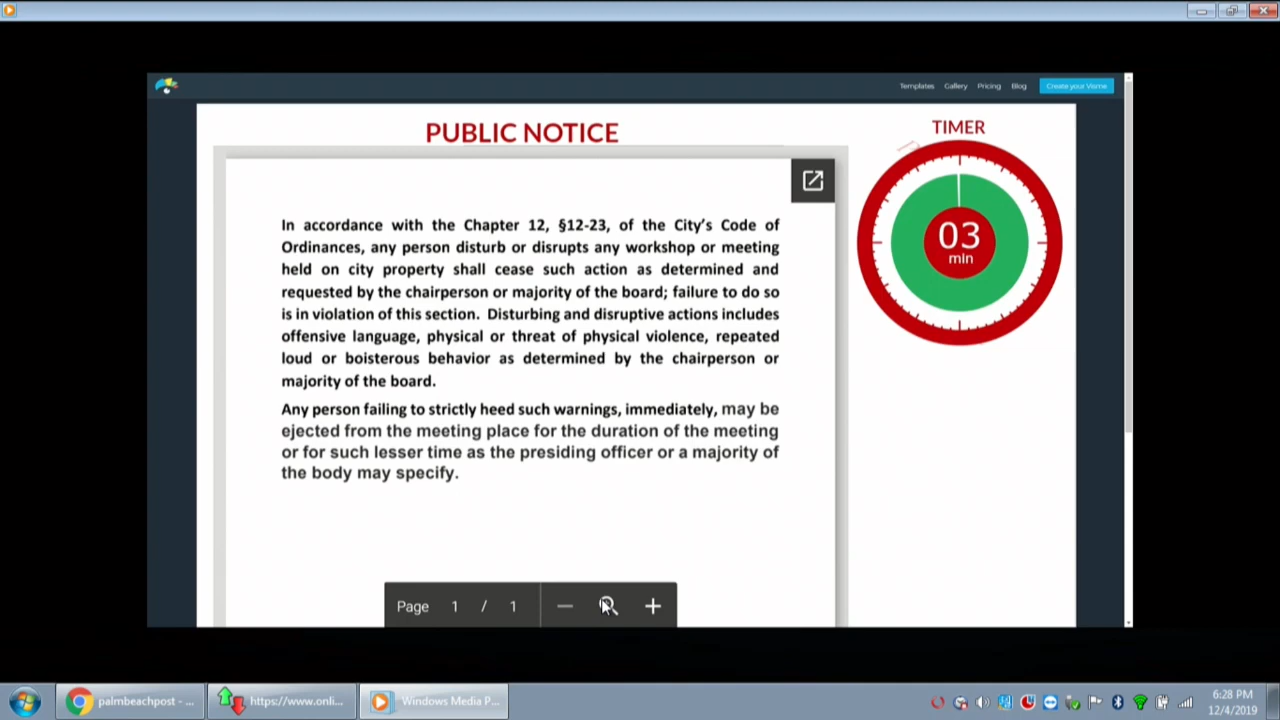 Templates Gallery Pricing Blog Create your Visme
PUBLIC NOTICE
TIMER
03
min
In accordance with the Chapter 12, §12-23, of the City's Code of
Ordinances, any person disturb or disrupts any workshop or meeting
held on city property shall cease such action as determined and
requested by the chairperson or majority of the board; failure to do so
is in violation of this section. Disturbing and disruptive actions includes
offensive language, physical or threat of physical violence, repeated
loud or boisterous behavior as determined by the chairperson or
majority of the board.
Any person failing to strictly heed such warnings, immediately, may be
ejected from the meeting place for the duration of the meeting
or for such lesser time as the presiding officer or a majority of
the body may specify.
Page 1 / 1
palmbeachpost - ...
https://www.onli...
Windows Media P...
6:28 PM
12/4/2019